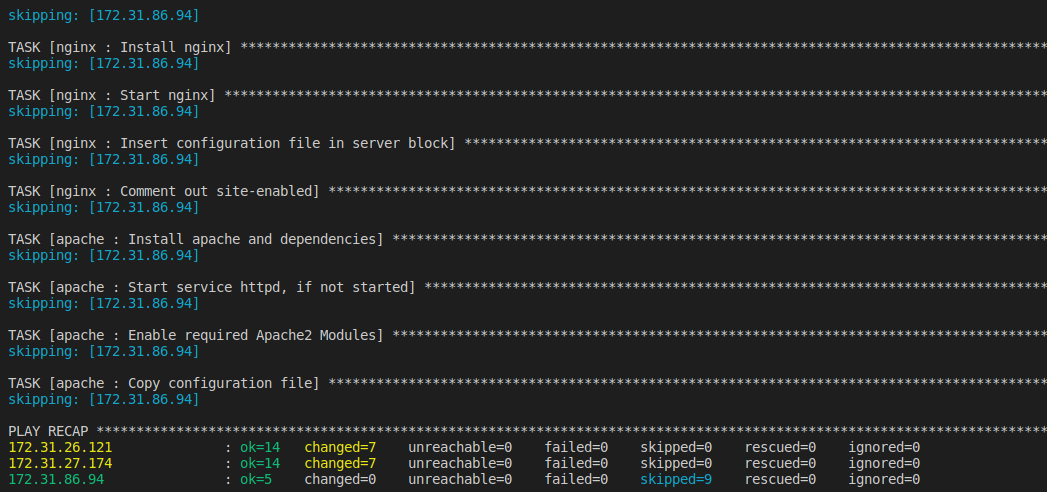 skipping: [172.31.86.94]
TASK [nginx : Install nginx] *****************************************************************************************************
skipping: [172.31.86.94]
TASK [nginx : Start nginx] *******************************************************************************************************
skipping: [172.31.86.94]
TASK [nginx : Insert configuration file in server block] *************************************************************************
skipping: [172.31.86.94]
TASK [nginx : Comment out site-enabled] ******************************************************************************************
skipping: [172.31.86.94]
TASK [apache : Install apache and dependencies] **********************************************************************************
skipping: [172.31.86.94]
TASK [apache : Start service httpd, if not started] ******************************************************************************
skipping: [172.31.86.94]
TASK [apache : Enable required Apache2 Modules] **********************************************************************************
skipping: [172.31.86.94]
TASK [apache : Copy configuration file] ******************************************************************************************
skipping: [172.31.86.94]
PLAY RECAP ***********************************************************************************************************************
172.31.26.121              : ok=14   changed=7    unreachable=0    failed=0    skipped=0    rescued=0    ignored=0
172.31.27.174              : ok=14   changed=7    unreachable=0    failed=0    skipped=0    rescued=0    ignored=0
172.31.86.94               : ok=5    changed=0    unreachable=0    failed=0    skipped=9    rescued=0    ignored=0